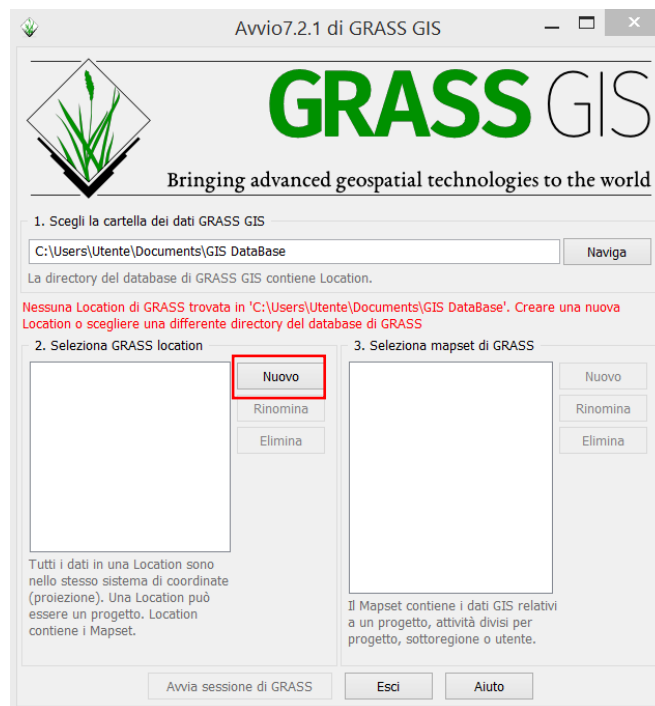 Avvio7.2.1 di GRASS GIS
GRASS GIS
Bringing advanced geospatial technologies to the world
1. Scegli la cartella dei dati GRASS GIS
C:\Users\Utente\Documents\GIS DataBase
Naviga
La directory del database di GRASS GIS contiene Location.
Nessuna Location di GRASS trovata in 'C:\Users\Utente\Documents\GIS DataBase'. Creare una nuova
Location o scegliere una differente directory del database di GRASS
2. Seleziona GRASS location
Nuovo
Rinomina
Elimina
Tutti i dati in una Location sono
nello stesso sistema di coordinate
(proiezione). Una Location può
essere un progetto. Location
contiene i Mapset.
3. Seleziona mapset di GRASS
Nuovo
Rinomina
Elimina
Il Mapset contiene i dati GIS relativi
a un progetto, attività divisi per
progetto, sottoregione o utente.
Avvia sessione di GRASS
Esci
Aiuto